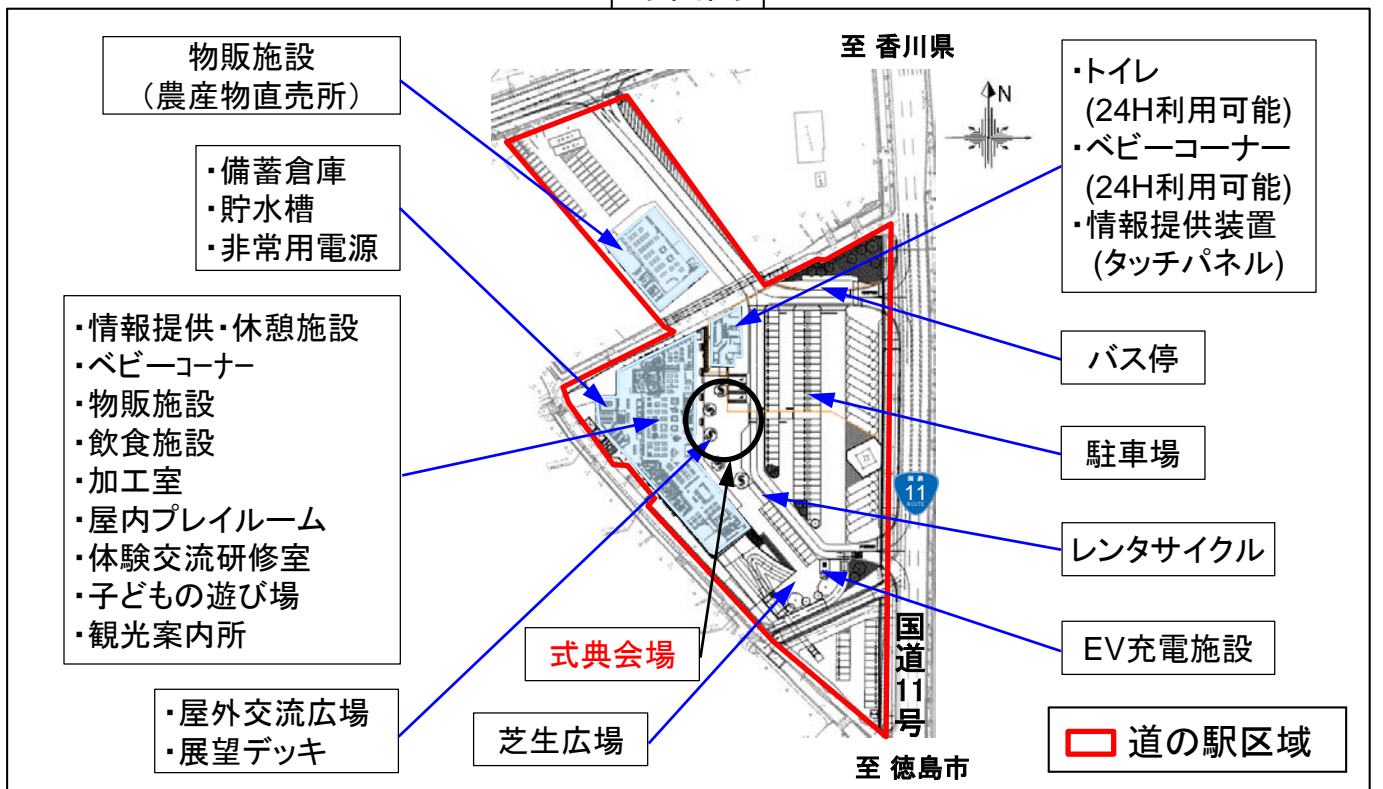 至 香川県
物販施設
（農産物直売所）
・備蓄倉庫
・貯水槽
・非常用電源
・情報提供・休憩施設
・ベビーコーナー
・物販施設
・飲食施設
・加工室
・屋内プレイルーム
・体験交流研修室
・子どもの遊び場
・観光案内所
・屋外交流広場
・展望デッキ
式典会場
芝生広場
N
・トイレ
(24H利用可能)
・ベビーコーナー
(24H利用可能)
・情報提供装置
(タッチパネル)
バス停
駐車場
国道
11
ROUTE
レンタサイクル
EV充電施設
国道11号
至 徳島市
道の駅区域